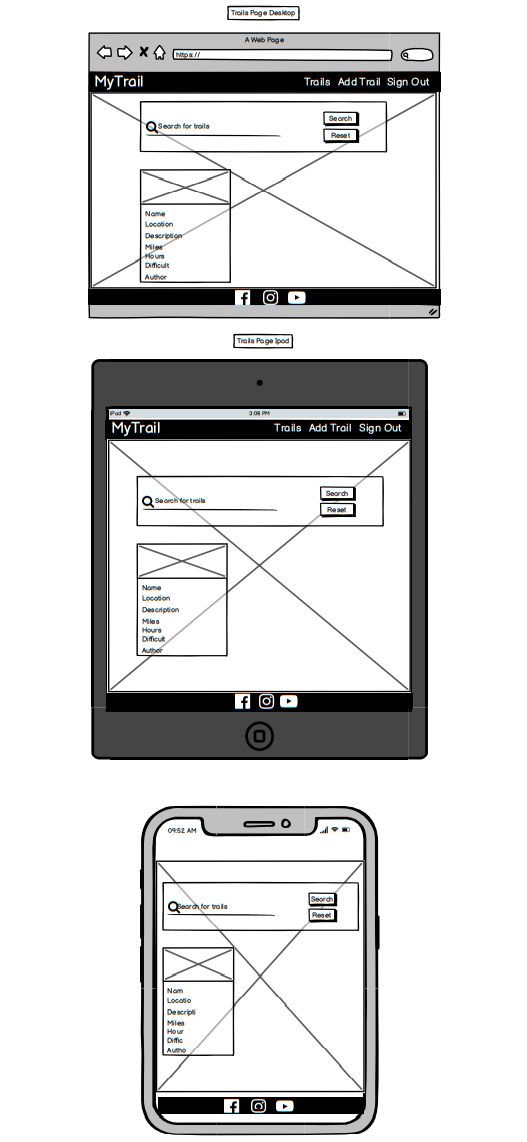 Trails Page Desktop
A Web Page
https://
MyTrail Trails Add Trail Sign Out
Search for trails
Search
Reset
Name
Location
Description
Miles
Hours
Difficult
Author
Trails Page Ipad
iPad 3:08 PM
MyTrail Trails Add Trail Sign Out
Search for trails
Search
Reset
Name
Location
Description
Miles
Hours
Difficult
Author
09:52 AM
Search for trails
Search
Reset
Nam
Locatio
Descripti
Miles
Hour
Diffic
Autho